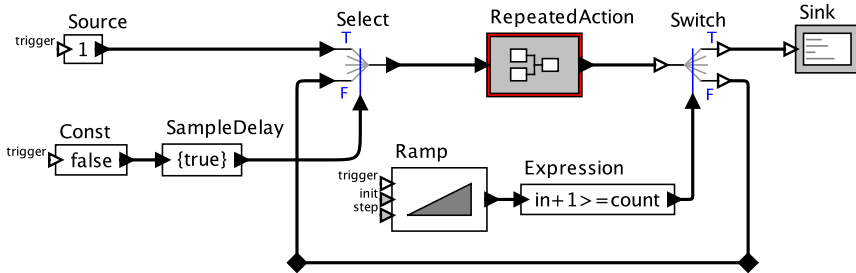 Source
trigger
1
Select
T
F
RepeatedAction
Switch
T
F
Sink
Const
trigger
false
SampleDelay
{true}
Ramp
trigger
init
step
Expression
in+1>=count